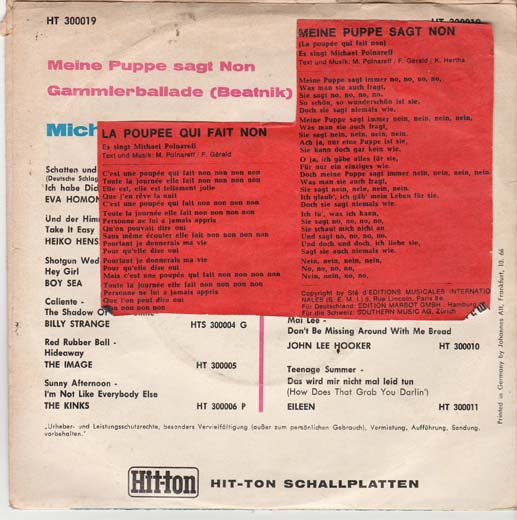 HT 300019
Meine Puppe sagt Non
Gammlerballade (Beatnik)
Mich
MEINE PUPPE SAGT NON
(La poupée qui fait non)
Es singt Michael Polnareff
Text und Musik: M. Polnareff / F. Gérald / K. Hertha
Meine Puppe sagt immer no, no, no, no,
Was man sie auch fragt,
Sie sagt no, no, no, no.
So schön, so wunderschön ist sie,
Doch sie sagt niemals wie.
Meine Puppe sagt immer nein, nein, nein, nein,
Was man sie auch fragt,
Sie sagt nein, nein, nein, nein.
Ach ja, nur eine Puppe ist sie,
Sie kann doch gar kein wie.
O ja, ich gäbe alles für sie,
Für nur ein einziges wie.
Doch meine Puppe sagt immer nein, nein, nein, nein.
Was man sie auch fragt,
Sie sagt nein, nein, nein, nein.
Ich glaub', ich gäb' mein Leben für sie.
Doch sie sagt niemals wie.
Ich tu', was ich kann,
Sie sagt no, no, no, no,
Sie schaut mich nicht an
Und sagt no, no, no, no.
Und doch und doch, ich liebe sie,
Sagt sie auch niemals wie.
Nein, nein, nein, nein,
No, no, no, no,
Nein, nein, no, no.
Copyright by Sté d'EDITIONS MUSICALES INTERNATIO-
NALES (S. E. M. I.) 5, Rue Lincoln, Paris 8e.
Für Deutschland: EDITION MARBOT GMBH, Hamburg
Für die Schweiz: SOUTHERN MUSIC AG, Zürich
LA POUPEE QUI FAIT NON
Es singt Michael Polnareff
Text und Musik: M. Polnareff / F. Gérald
C'est une poupée qui fait non non non non
Toute la journée elle fait non non non non
Elle est, elle est tellement jolie
Que j'en rêve la nuit
C'est une poupée qui fait non non non non
Toute la journée elle fait non non non non
Personne ne lui a jamais appris
Qu'on pouvait dire oui
Sans même écouter elle fait non non non non
Pourtant je donnerais ma vie
Pour qu'elle dise oui
Pourtant je donnerais ma vie
Pour qu'elle dise oui
Mais c'est une poupée qui fait non non non non
Toute la journée elle fait non non non non
Personne ne lui a jamais appris
Que l'on peut dire oui
non non non
Schatten und
(Deutsche Schlag
Ich habe Dic
EVA HOMON
Und der Him
Take It Easy
HEIKO HENS
Shotgun Wed
Hey Girl
BOY SEA
Caliente -
The Shadow Of
BILLY STRANGE HTS 300004 G
Red Rubber Ball -
Hideaway
THE IMAGE HT 300005
Sunny Afternoon -
I'm Not Like Everybody Else
THE KINKS HT 300006 P
Mai Lee -
Don't Be Missing Around With Me Bread
JOHN LEE HOOKER HT 300010
Teenage Summer -
Das wird mir nicht mal leid tun
(How Does That Grab You Darlin')
EILEEN HT 300011
„Urheber- und Leistungsschutzrechte, besonders Vervielfältigung (außer zum persönlichen Gebrauch), Vermietung, Aufführung, Sendung,
vorbehalten."
Hit-ton HIT-TON SCHALLPLATTEN
Printed in Germany by Johannes Alt, Frankfurt, 10. 66